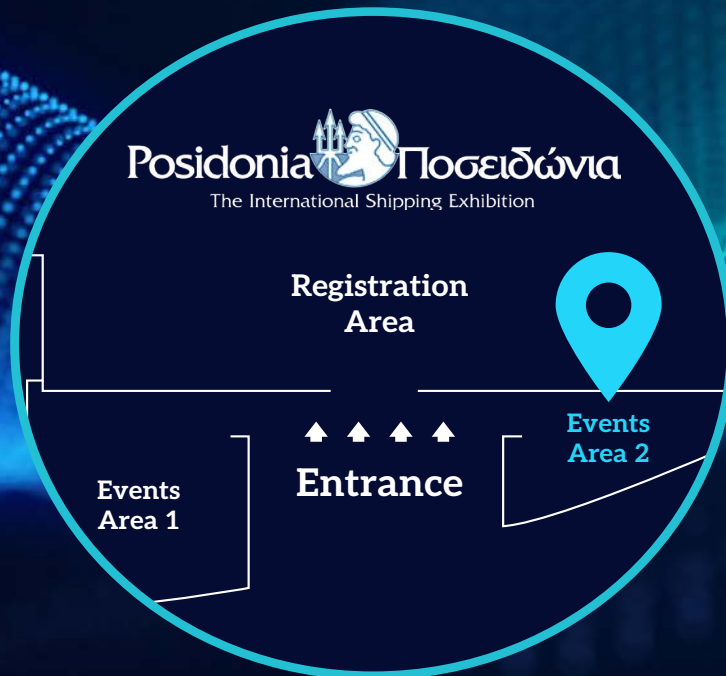 Posidonia Ποσειδώνια
The International Shipping Exhibition
Registration
Area
Events
Area 2
Entrance
Events
Area 1